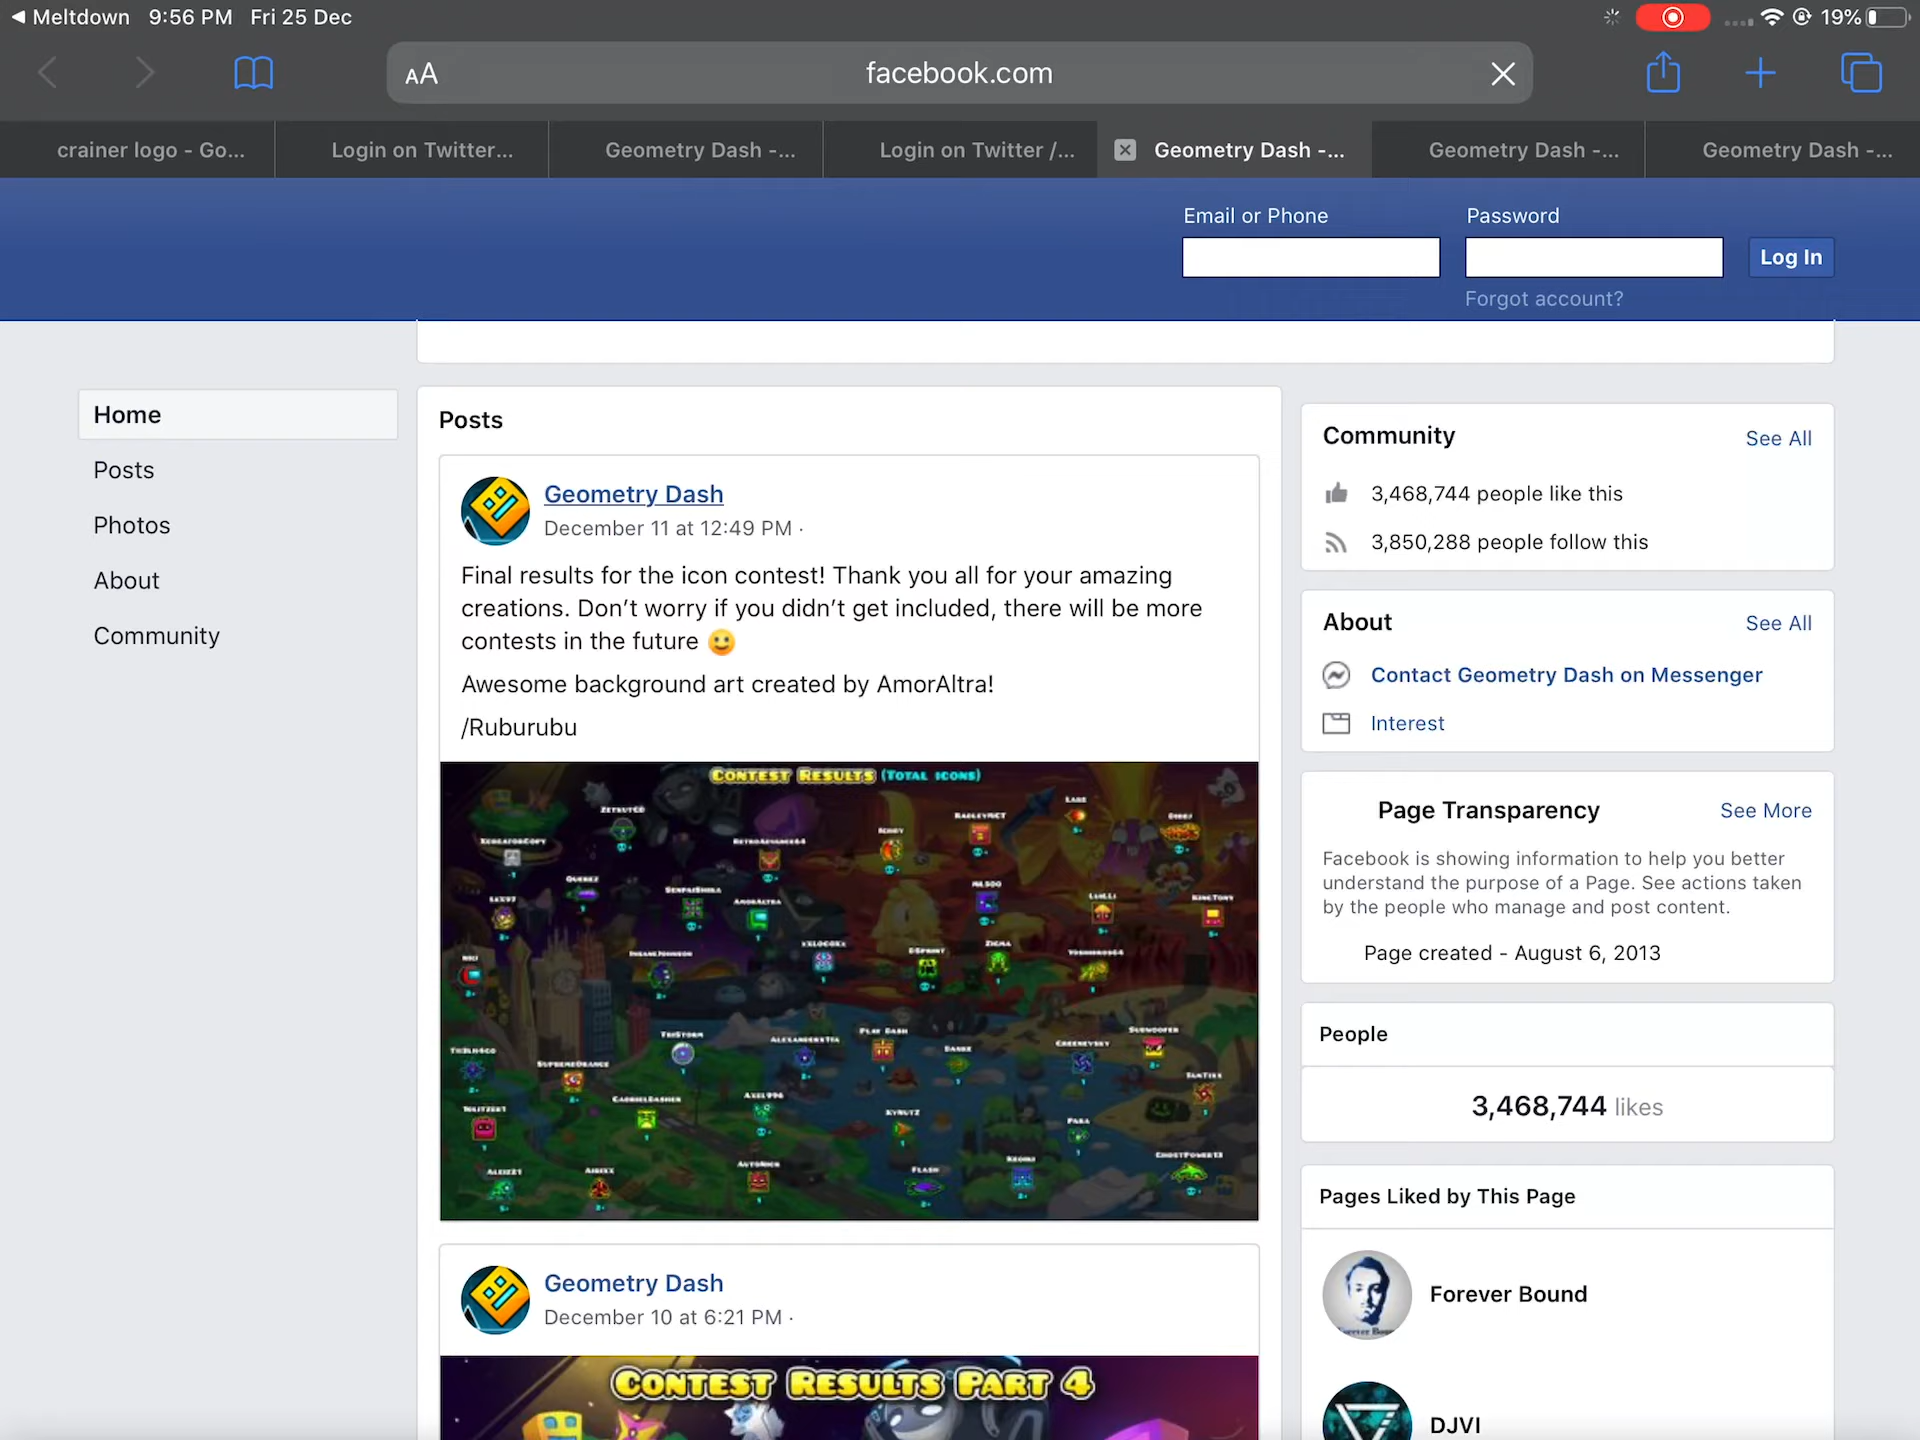 Meltdown 9:56 PM Fri 25 Dec
19%
AA facebook.com
crainer logo - Go...
Login on Twitter...
Geometry Dash -...
Login on Twitter /...
Geometry Dash -...
Geometry Dash -...
Geometry Dash -...
Email or Phone
Password
Log In
Forgot account?
Home
Posts
Photos
About
Community
Posts
Geometry Dash
December 11 at 12:49 PM ·
Final results for the icon contest! Thank you all for your amazing
creations. Don’t worry if you didn’t get included, there will be more
contests in the future 🙂
Awesome background art created by AmorAltra!
/Ruburubu
Contest Results (Total icons)
Geometry Dash
December 10 at 6:21 PM ·
Contest Results Part 4
Community
See All
3,468,744 people like this
3,850,288 people follow this
About
See All
Contact Geometry Dash on Messenger
Interest
Page Transparency
See More
Facebook is showing information to help you better
understand the purpose of a Page. See actions taken
by the people who manage and post content.
Page created - August 6, 2013
People
3,468,744 likes
Pages Liked by This Page
Forever Bound
DJVI